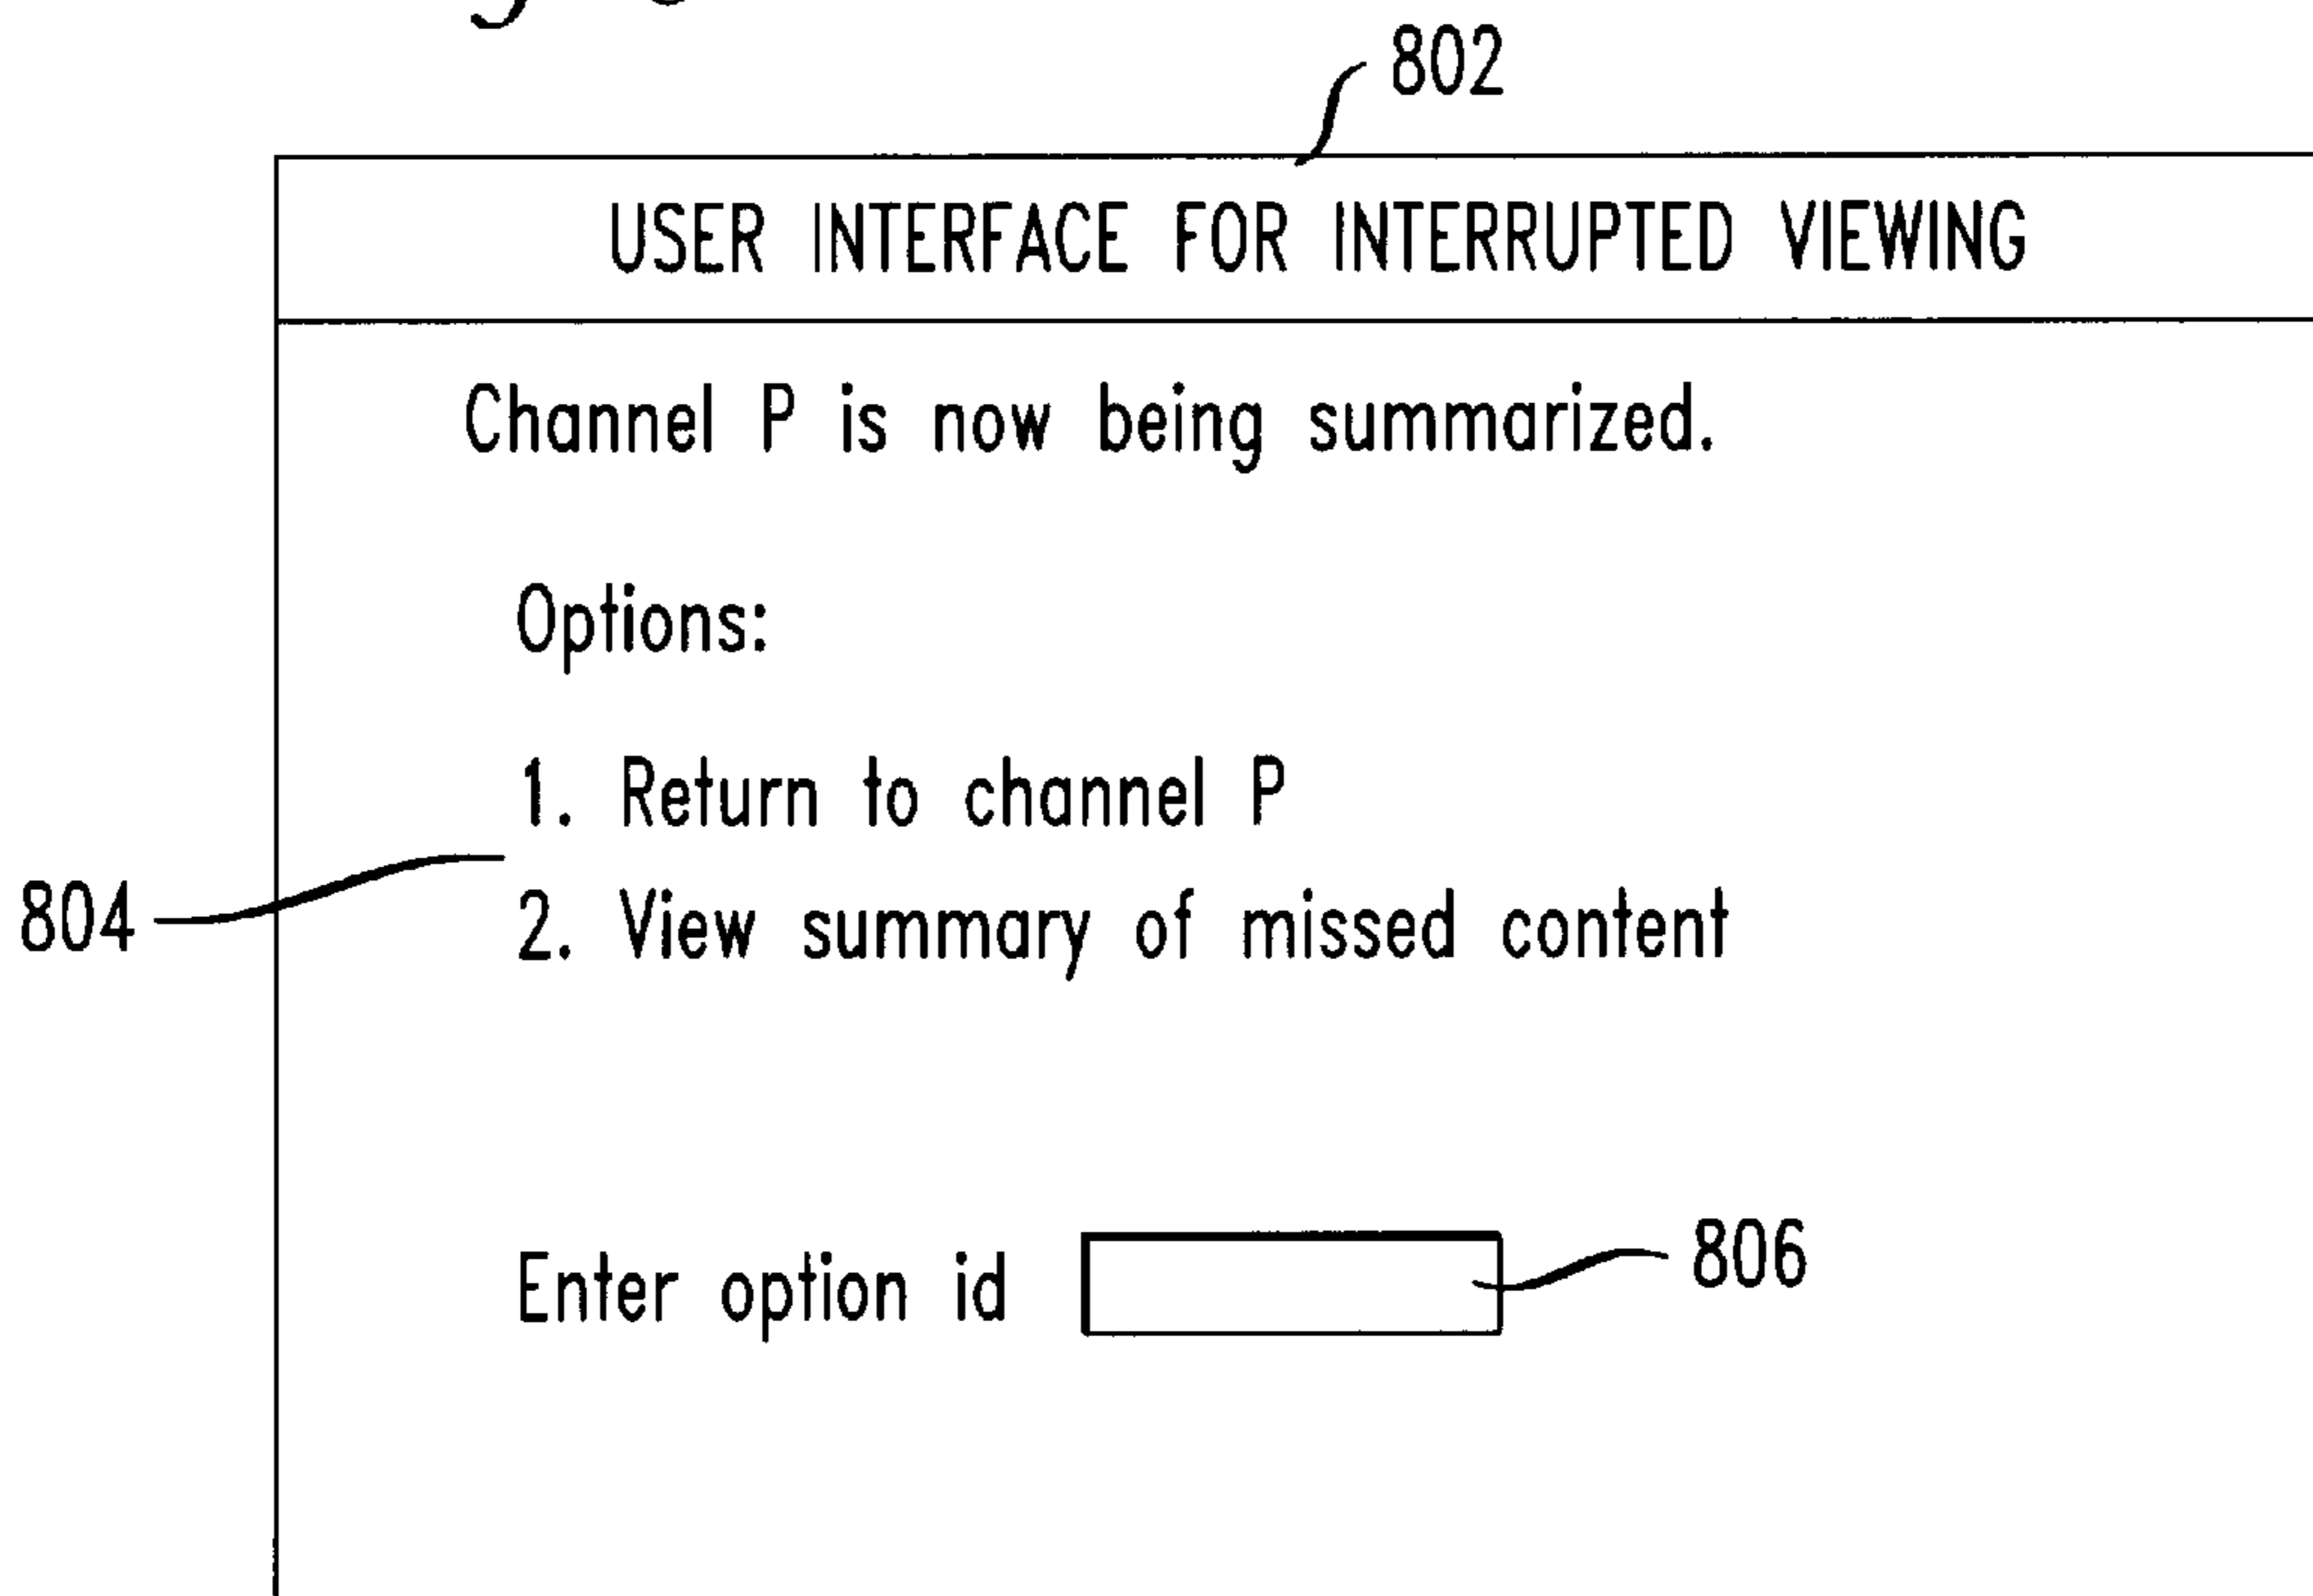 802
USER INTERFACE FOR INTERRUPTED VIEWING
Channel P is now being summarized.
Options:
1. Return to channel P
804
2. View summary of missed content
Enter option id
806